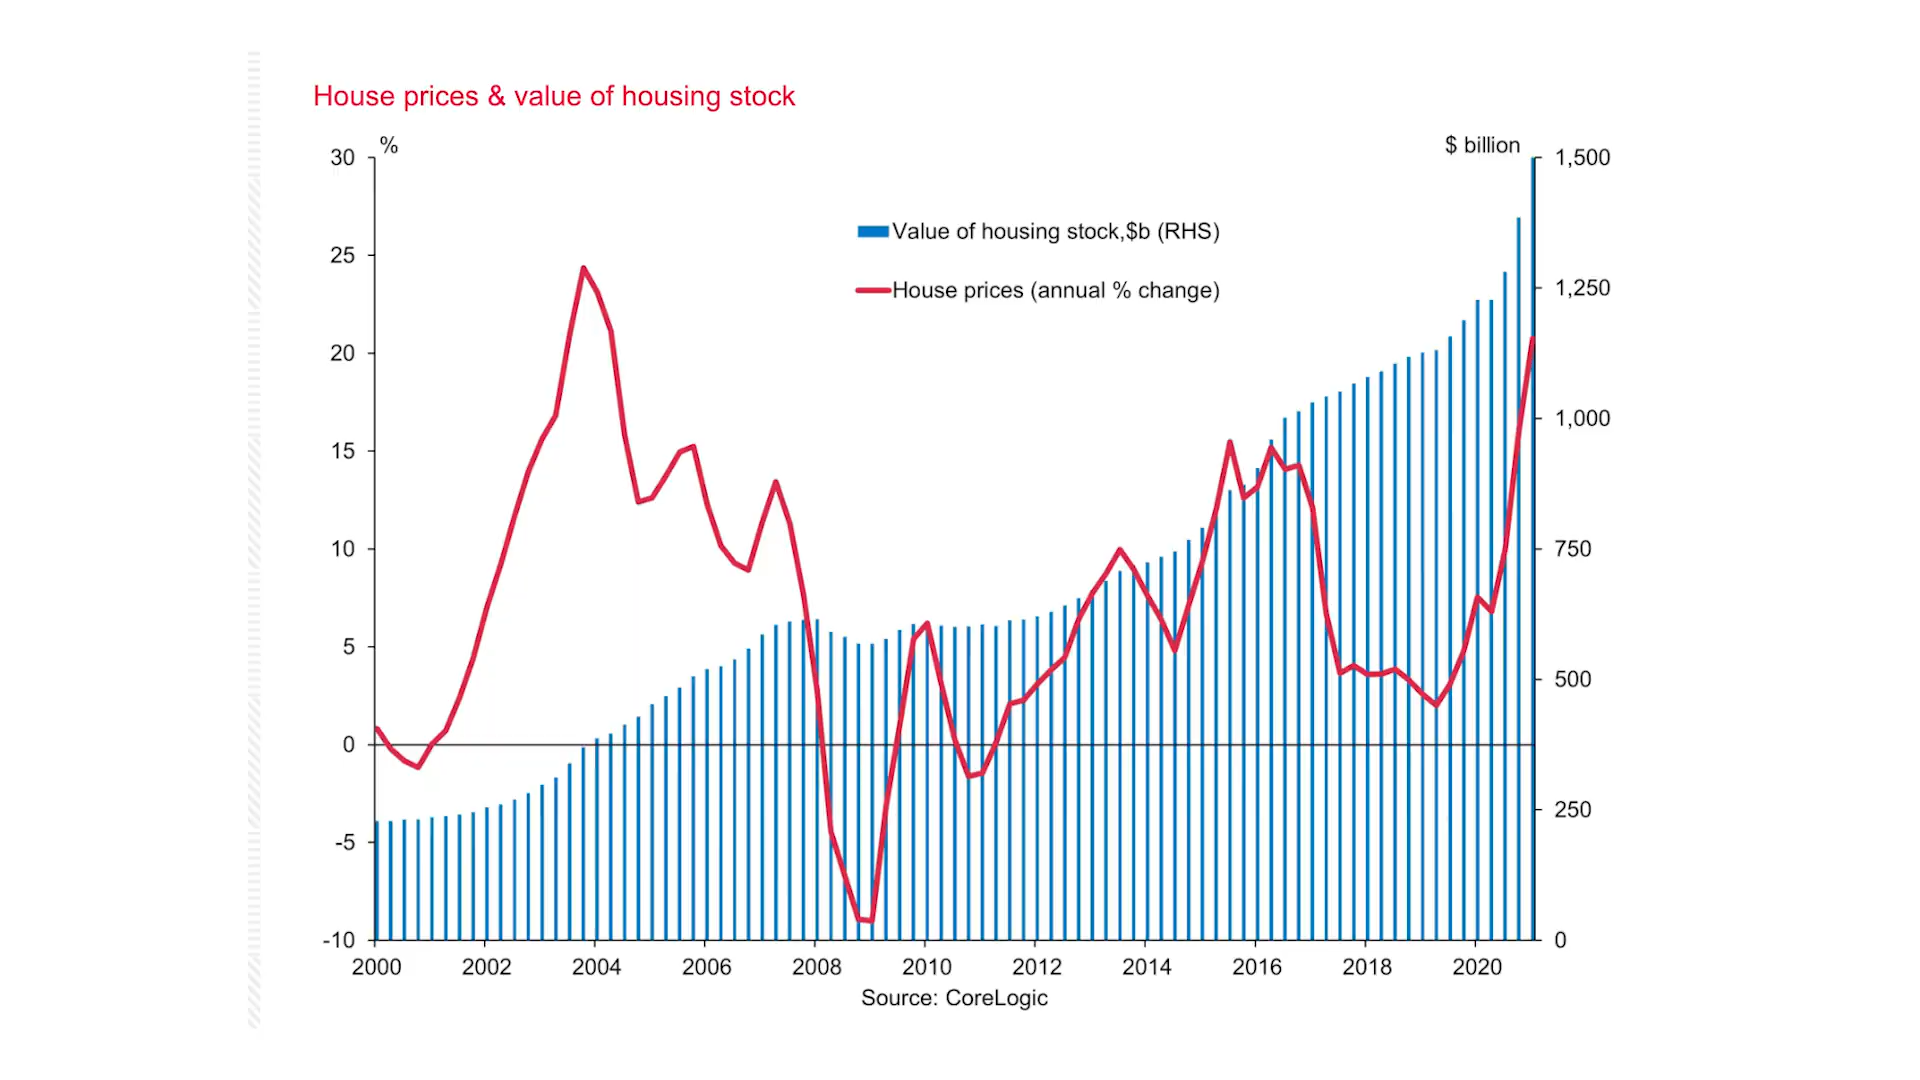 House prices & value of housing stock
%
$ billion
30
1,500
Value of housing stock,$b (RHS)
25
1,250
House prices (annual % change)
20
1,000
15
10
750
5
500
0
250
-5
-10
0
2000 2002 2004 2006 2008 2010 2012 2014 2016 2018 2020
Source: CoreLogic